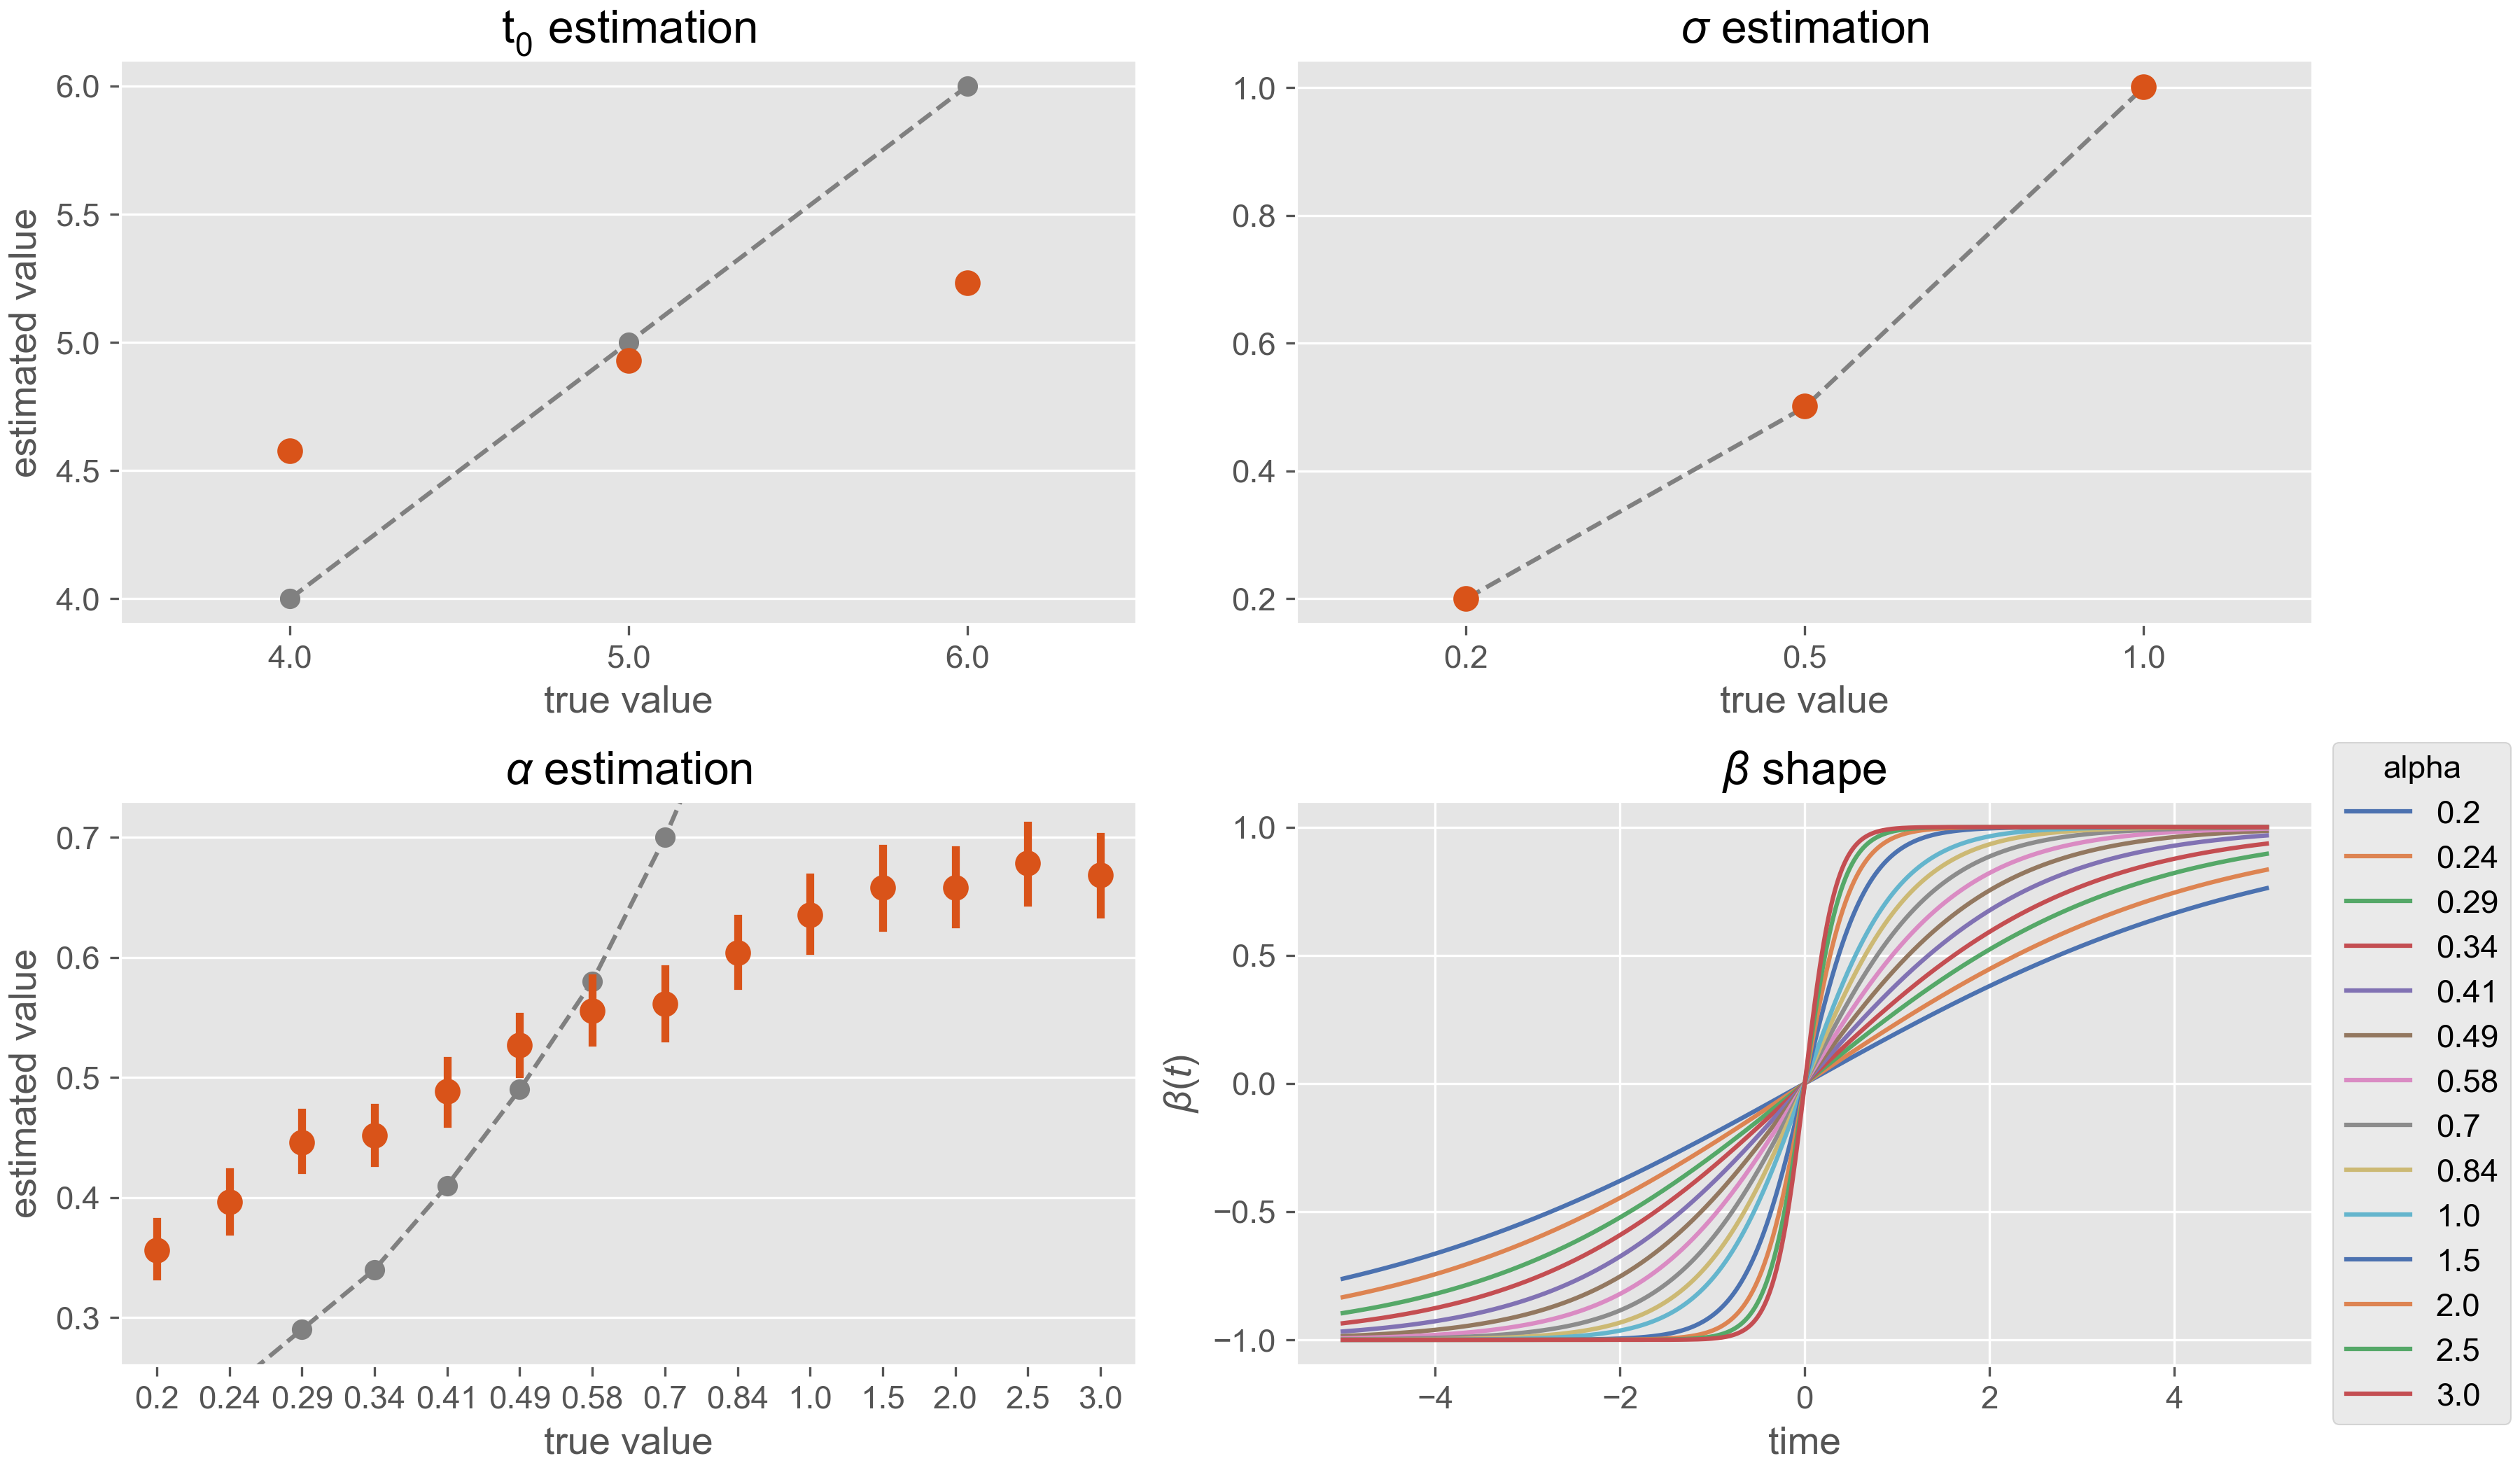 t₀ estimation
estimated value
6.0
5.5
5.0
4.5
4.0
4.0 5.0 6.0
true value
σ estimation
1.0
0.8
0.6
0.4
0.2
0.2 0.5 1.0
true value
α estimation
estimated value
0.7
0.6
0.5
0.4
0.3
0.2 0.24 0.29 0.34 0.41 0.49 0.58 0.7 0.84 1.0 1.5 2.0 2.5 3.0
true value
β shape
β(t)
1.0
0.5
0.0
−0.5
−1.0
−4 −2 0 2 4
time
alpha
0.2
0.24
0.29
0.34
0.41
0.49
0.58
0.7
0.84
1.0
1.5
2.0
2.5
3.0